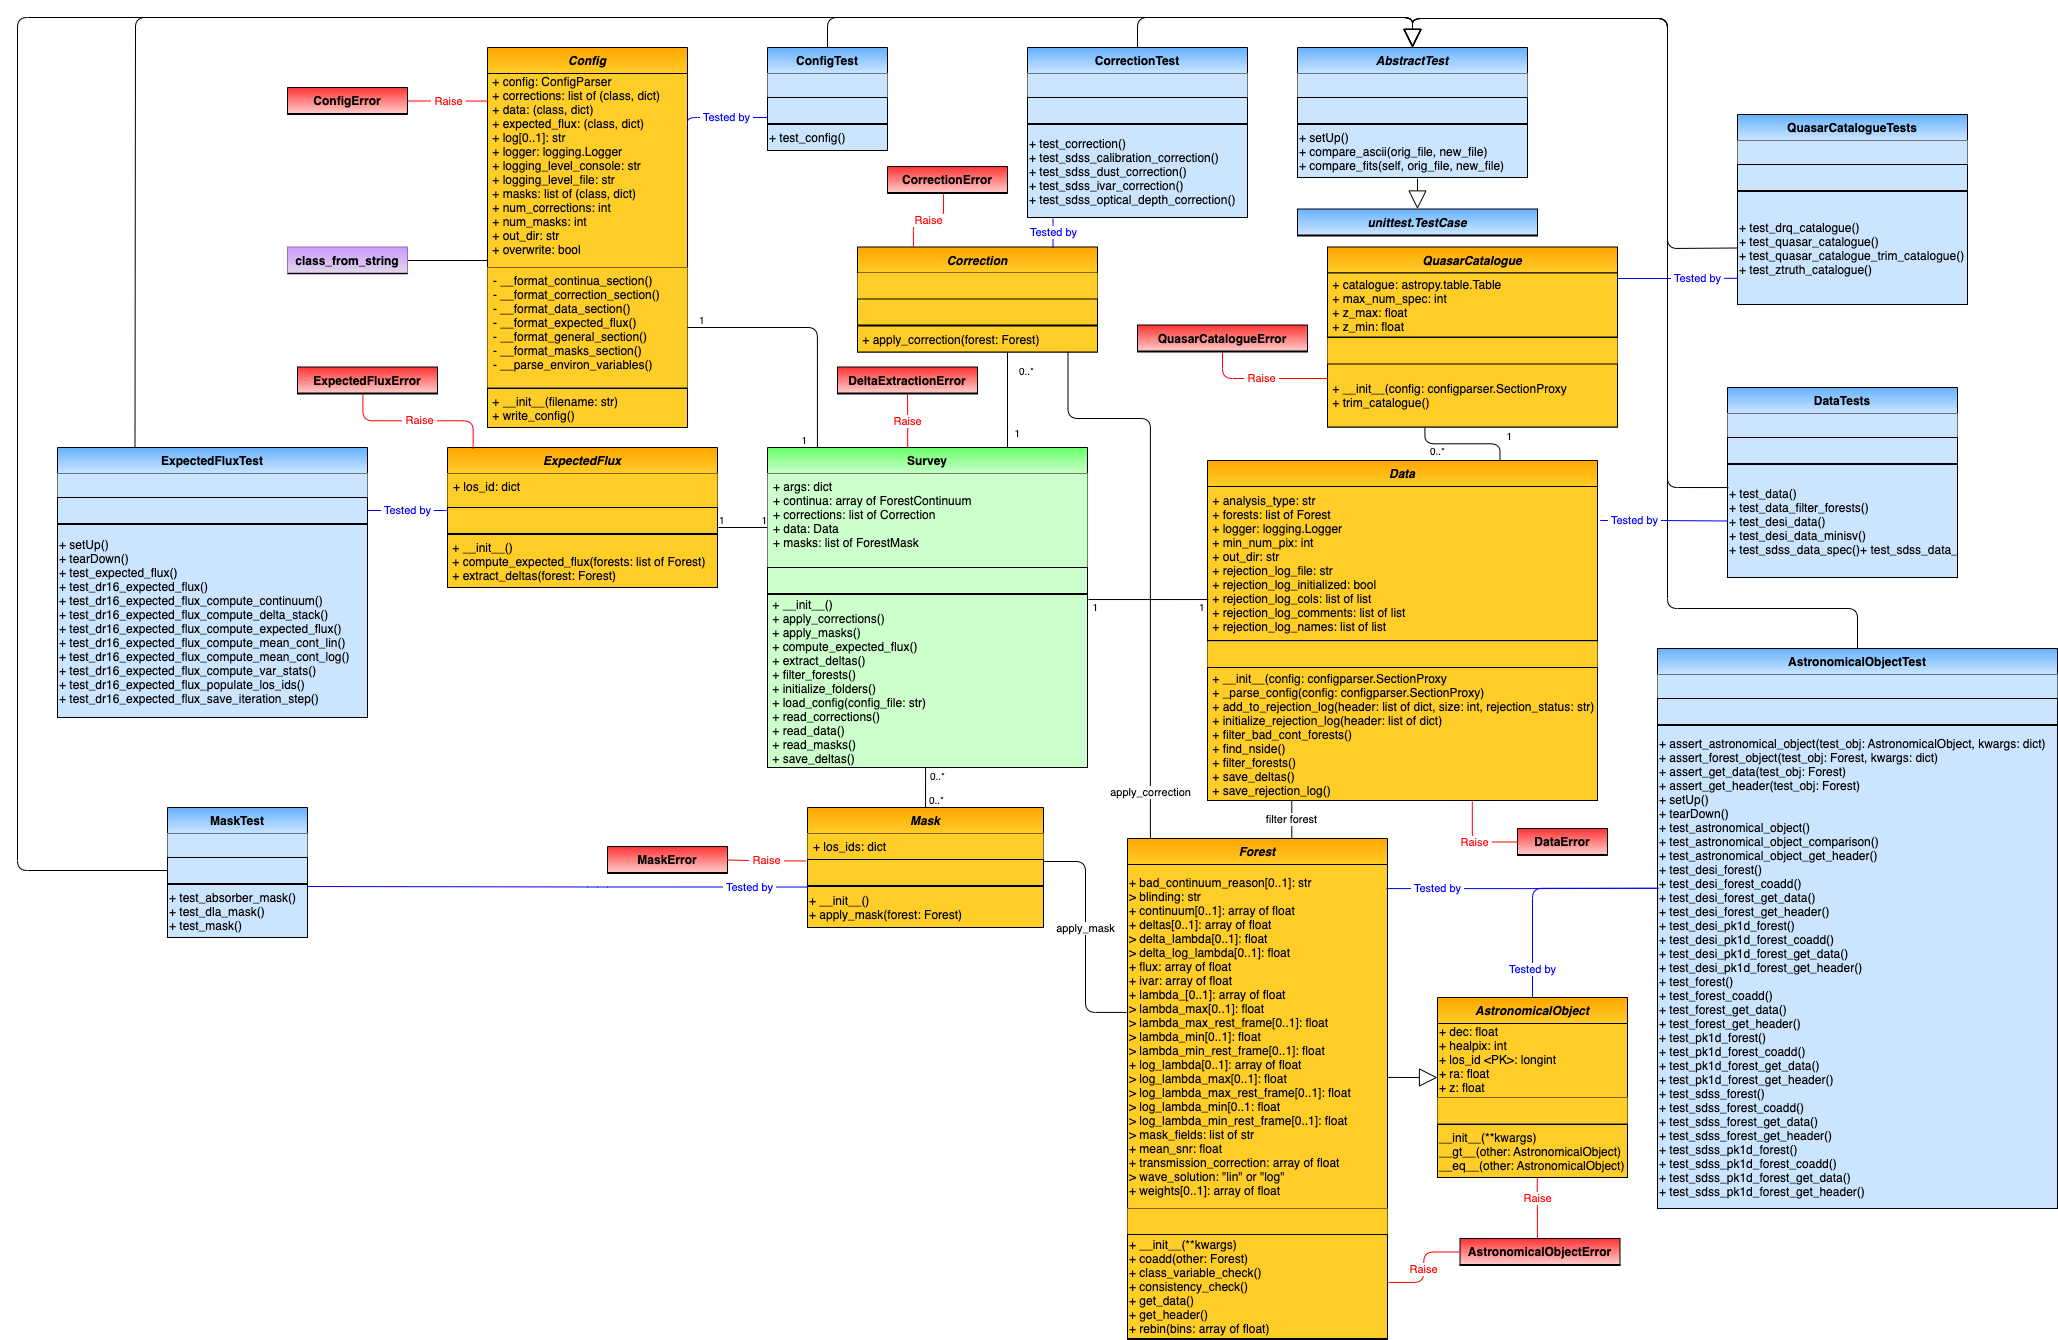 Config
+ config: ConfigParser
+ corrections: list of (class, dict)
+ data: (class, dict)
+ expected_flux: (class, dict)
+ log[0..1]: str
+ logger: logging.Logger
+ logging_level_console: str
+ logging_level_file: str
+ masks: list of (class, dict)
+ num_corrections: int
+ num_masks: int
+ out_dir: str
+ overwrite: bool
- __format_continua_section()
- __format_correction_section()
- __format_data_section()
- __format_expected_flux()
- __format_general_section()
- __format_masks_section()
- __parse_environ_variables()
+ __init__(filename: str)
+ write_config()
ConfigError
Raise
class_from_string
Tested by
ConfigTest
+ test_config()
CorrectionTest
+ test_correction()
+ test_sdss_calibration_correction()
+ test_sdss_dust_correction()
+ test_sdss_ivar_correction()
+ test_sdss_optical_depth_correction()
Tested by
AbstractTest
+ setUp()
+ compare_ascii(orig_file, new_file)
+ compare_fits(self, orig_file, new_file)
unittest.TestCase
QuasarCatalogueTests
+ test_drq_catalogue()
+ test_quasar_catalogue()
+ test_quasar_catalogue_trim_catalogue()
+ test_ztruth_catalogue()
Tested by
CorrectionError
Raise
Correction
+ apply_correction(forest: Forest)
0..*
1
QuasarCatalogue
+ catalogue: astropy.table.Table
+ max_num_spec: int
+ z_max: float
+ z_min: float
+ __init__(config: configparser.SectionProxy
+ trim_catalogue()
QuasarCatalogueError
Raise
1
0..*
1
1
ExpectedFluxError
Raise
DeltaExtractionError
Raise
DataTests
+ test_data()
+ test_data_filter_forests()
+ test_desi_data()
+ test_desi_data_minisv()
+ test_sdss_data_spec()+ test_sdss_data_
Tested by
ExpectedFluxTest
+ setUp()
+ tearDown()
+ test_expected_flux()
+ test_dr16_expected_flux()
+ test_dr16_expected_flux_compute_continuum()
+ test_dr16_expected_flux_compute_delta_stack()
+ test_dr16_expected_flux_compute_expected_flux()
+ test_dr16_expected_flux_compute_mean_cont_lin()
+ test_dr16_expected_flux_compute_mean_cont_log()
+ test_dr16_expected_flux_compute_var_stats()
+ test_dr16_expected_flux_populate_los_ids()
+ test_dr16_expected_flux_save_iteration_step()
Tested by
ExpectedFlux
+ los_id: dict
+ __init__()
+ compute_expected_flux(forests: list of Forest)
+ extract_deltas(forest: Forest)
1
1
Survey
+ args: dict
+ continua: array of ForestContinuum
+ corrections: list of Correction
+ data: Data
+ masks: list of ForestMask
+ __init__()
+ apply_corrections()
+ apply_masks()
+ compute_expected_flux()
+ extract_deltas()
+ filter_forests()
+ initialize_folders()
+ load_config(config_file: str)
+ read_corrections()
+ read_data()
+ read_masks()
+ save_deltas()
1
1
Data
+ analysis_type: str
+ forests: list of Forest
+ logger: logging.Logger
+ min_num_pix: int
+ out_dir: str
+ rejection_log_file: str
+ rejection_log_initialized: bool
+ rejection_log_cols: list of list
+ rejection_log_comments: list of list
+ rejection_log_names: list of list
+ __init__(config: configparser.SectionProxy
+ _parse_config(config: configparser.SectionProxy)
+ add_to_rejection_log(header: list of dict, size: int, rejection_status: str)
+ initialize_rejection_log(header: list of dict)
+ filter_bad_cont_forests()
+ find_nside()
+ filter_forests()
+ save_deltas()
+ save_rejection_log()
Raise
DataError
filter forest
apply_correction
0..*
0..*
MaskTest
+ test_absorber_mask()
+ test_dla_mask()
+ test_mask()
Tested by
MaskError
Raise
Mask
+ los_ids: dict
+ __init__()
+ apply_mask(forest: Forest)
apply_mask
Forest
+ bad_continuum_reason[0..1]: str
> blinding: str
+ continuum[0..1]: array of float
+ deltas[0..1]: array of float
> delta_lambda[0..1]: float
> delta_log_lambda[0..1]: float
+ flux: array of float
+ ivar: array of float
+ lambda_[0..1]: array of float
> lambda_max[0..1]: float
> lambda_max_rest_frame[0..1]: float
> lambda_min[0..1]: float
> lambda_min_rest_frame[0..1]: float
+ log_lambda[0..1]: array of float
> log_lambda_max[0..1]: float
> log_lambda_max_rest_frame[0..1]: float
> log_lambda_min[0..1: float
> log_lambda_min_rest_frame[0..1]: float
> mask_fields: list of str
+ mean_snr: float
+ transmission_correction: array of float
> wave_solution: "lin" or "log"
+ weights[0..1]: array of float
+ __init__(**kwargs)
+ coadd(other: Forest)
+ class_variable_check()
+ consistency_check()
+ get_data()
+ get_header()
+ rebin(bins: array of float)
Tested by
Tested by
AstronomicalObject
+ dec: float
+ healpix: int
+ los_id <PK>: longint
+ ra: float
+ z: float
__init__(**kwargs)
__gt__(other: AstronomicalObject)
__eq__(other: AstronomicalObject)
Raise
AstronomicalObjectError
Raise
AstronomicalObjectTest
+ assert_astronomical_object(test_obj: AstronomicalObject, kwargs: dict)
+ assert_forest_object(test_obj: Forest, kwargs: dict)
+ assert_get_data(test_obj: Forest)
+ assert_get_header(test_obj: Forest)
+ setUp()
+ tearDown()
+ test_astronomical_object()
+ test_astronomical_object_comparison()
+ test_astronomical_object_get_header()
+ test_desi_forest()
+ test_desi_forest_coadd()
+ test_desi_forest_get_data()
+ test_desi_forest_get_header()
+ test_desi_pk1d_forest()
+ test_desi_pk1d_forest_coadd()
+ test_desi_pk1d_forest_get_data()
+ test_desi_pk1d_forest_get_header()
+ test_forest()
+ test_forest_coadd()
+ test_forest_get_data()
+ test_forest_get_header()
+ test_pk1d_forest()
+ test_pk1d_forest_coadd()
+ test_pk1d_forest_get_data()
+ test_pk1d_forest_get_header()
+ test_sdss_forest()
+ test_sdss_forest_coadd()
+ test_sdss_forest_get_data()
+ test_sdss_forest_get_header()
+ test_sdss_pk1d_forest()
+ test_sdss_pk1d_forest_coadd()
+ test_sdss_pk1d_forest_get_data()
+ test_sdss_pk1d_forest_get_header()